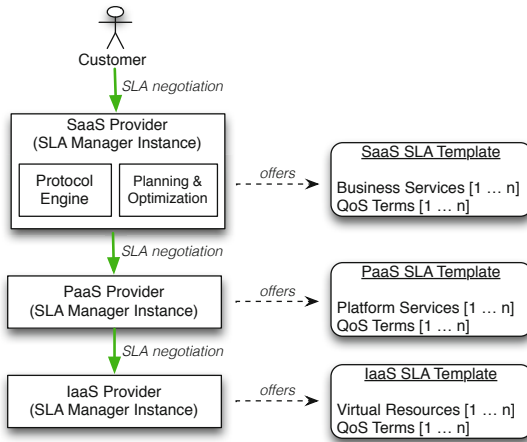 Customer
SLA negotiation
SaaS Provider
(SLA Manager Instance)
Protocol
Engine
Planning &
Optimization
offers
SaaS SLA Template
Business Services [1 ... n]
QoS Terms [1 ... n]
SLA negotiation
PaaS Provider
(SLA Manager Instance)
offers
PaaS SLA Template
Platform Services [1 ... n]
QoS Terms [1 ... n]
SLA negotiation
IaaS Provider
(SLA Manager Instance)
offers
IaaS SLA Template
Virtual Resources [1 ... n]
QoS Terms [1 ... n]